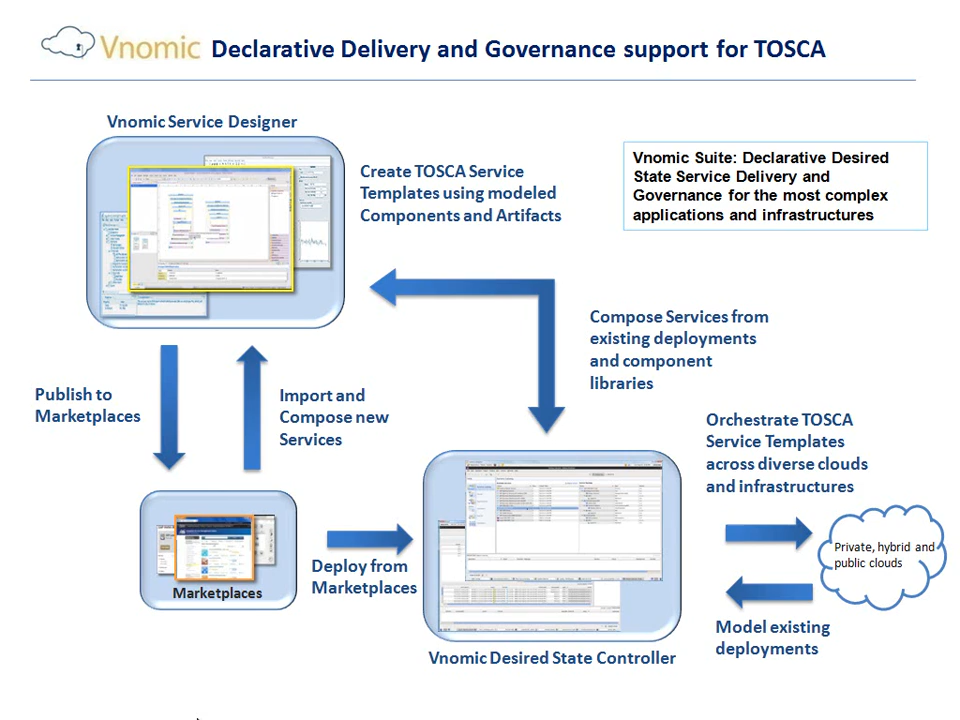 Vnomic Declarative Delivery and Governance support for TOSCA
Vnomic Service Designer
Create TOSCA Service
Templates using modeled
Components and Artifacts
Vnomic Suite: Declarative Desired
State Service Delivery and
Governance for the most complex
applications and infrastructures
Compose Services from
existing deployments
and component
libraries
Publish to
Marketplaces
Import and
Compose new
Services
Orchestrate TOSCA
Service Templates
across diverse clouds
and infrastructures
Marketplaces
Deploy from
Marketplaces
Private, hybrid and
public clouds
Model existing
deployments
Vnomic Desired State Controller